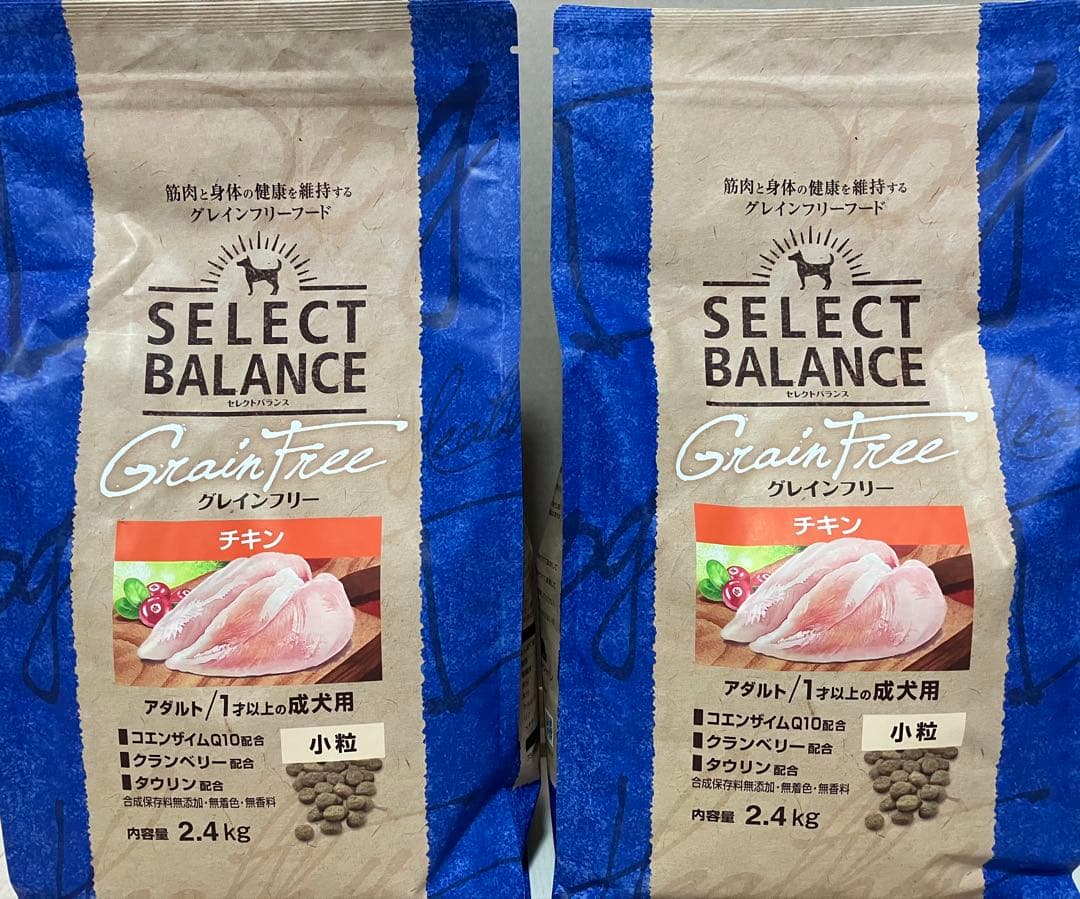 筋肉と身体の健康を維持する
グレインフリーフード
SELECT
BALANCE
セレクトバランス
Grain Free
グレインフリー
チキン
アダルト/1才以上の成犬用
コエンザイムQ10配合
クランベリー配合
タウリン配合
小粒
合成保存料無添加・無着色・無香料
内容量 2.4kg
筋肉と身体の健康を維持する
グレインフリーフード
SELECT
BALANCE
セレクトバランス
Grain Free
グレインフリー
チキン
アダルト/1才以上の成犬用
コエンザイムQ10配合
クランベリー配合
タウリン配合
小粒
合成保存料無添加・無着色・無香料
内容量 2.4kg